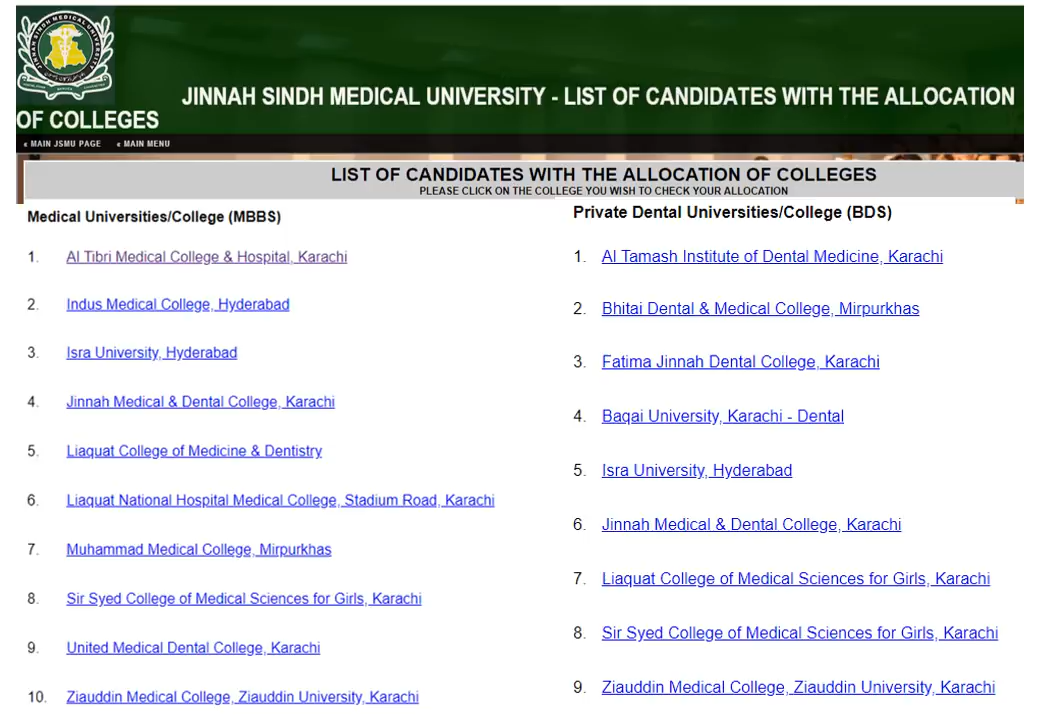 JINNAH SINDH MEDICAL UNIVERSITY
JINNAH SINDH MEDICAL UNIVERSITY - LIST OF CANDIDATES WITH THE ALLOCATION
OF COLLEGES
« MAIN JSMU PAGE « MAIN MENU
LIST OF CANDIDATES WITH THE ALLOCATION OF COLLEGES
PLEASE CLICK ON THE COLLEGE YOU WISH TO CHECK YOUR ALLOCATION
Medical Universities/College (MBBS)
1. Al Tibri Medical College & Hospital, Karachi
2. Indus Medical College, Hyderabad
3. Isra University, Hyderabad
4. Jinnah Medical & Dental College, Karachi
5. Liaquat College of Medicine & Dentistry
6. Liaquat National Hospital Medical College, Stadium Road, Karachi
7. Muhammad Medical College, Mirpurkhas
8. Sir Syed College of Medical Sciences for Girls, Karachi
9. United Medical Dental College, Karachi
10. Ziauddin Medical College, Ziauddin University, Karachi
Private Dental Universities/College (BDS)
1. Al Tamash Institute of Dental Medicine, Karachi
2. Bhitai Dental & Medical College, Mirpurkhas
3. Fatima Jinnah Dental College, Karachi
4. Baqai University, Karachi - Dental
5. Isra University, Hyderabad
6. Jinnah Medical & Dental College, Karachi
7. Liaquat College of Medical Sciences for Girls, Karachi
8. Sir Syed College of Medical Sciences for Girls, Karachi
9. Ziauddin Medical College, Ziauddin University, Karachi